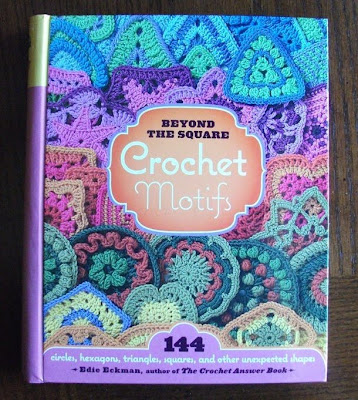 BEYOND
THE SQUARE
Crochet
Motifs
144
circles, hexagons, triangles, squares, and other unexpected shapes
Edie Eckman, author of The Crochet Answer Book